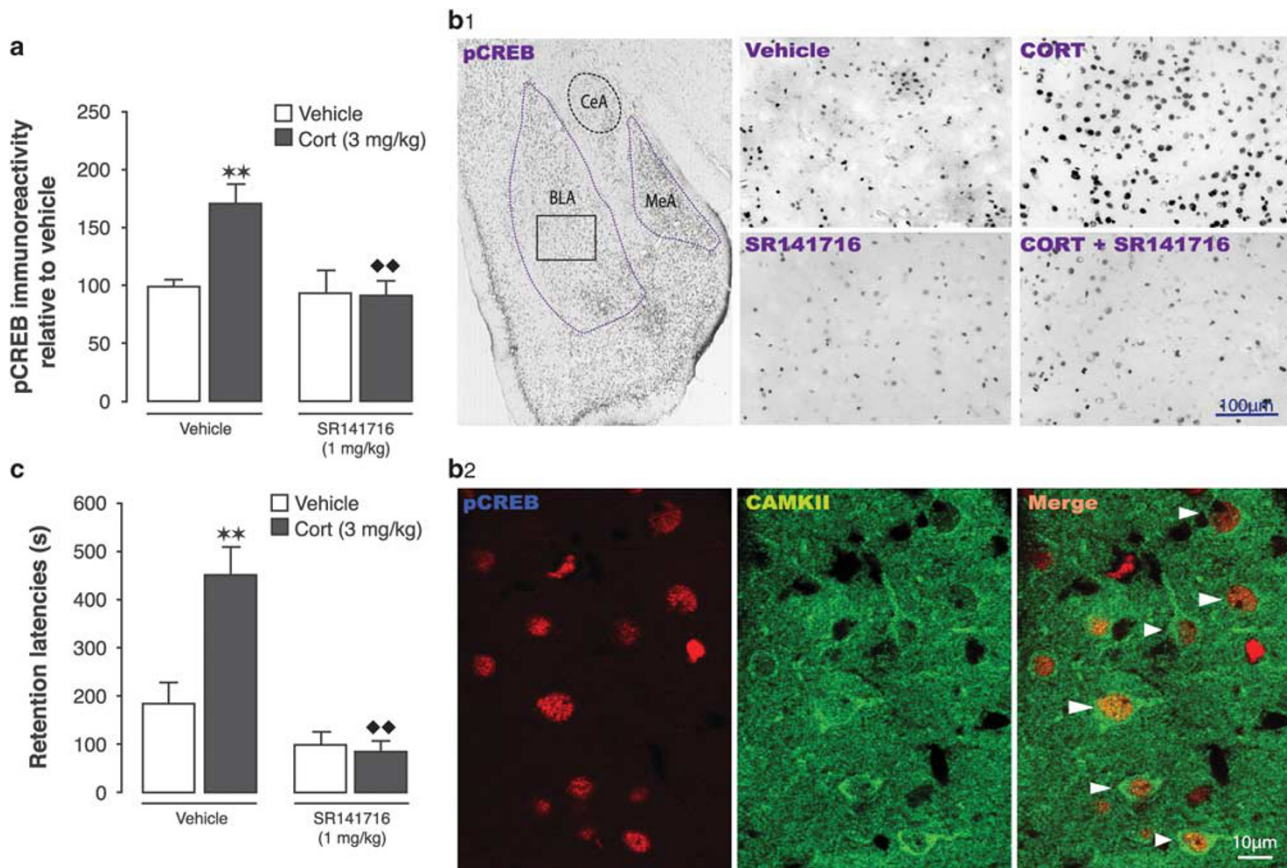 a
pCREB immunoreactivity
relative to vehicle
250
200
150
100
50
0
Vehicle
Cort (3 mg/kg)
✶✶
◆◆
Vehicle
SR141716
(1 mg/kg)
b1
pCREB
CeA
BLA
MeA
Vehicle
CORT
SR141716
CORT + SR141716
100μm
c
Retention latencies (s)
600
500
400
300
200
100
0
Vehicle
Cort (3 mg/kg)
✶✶
◆◆
Vehicle
SR141716
(1 mg/kg)
b2
pCREB
CAMKII
Merge
10μm